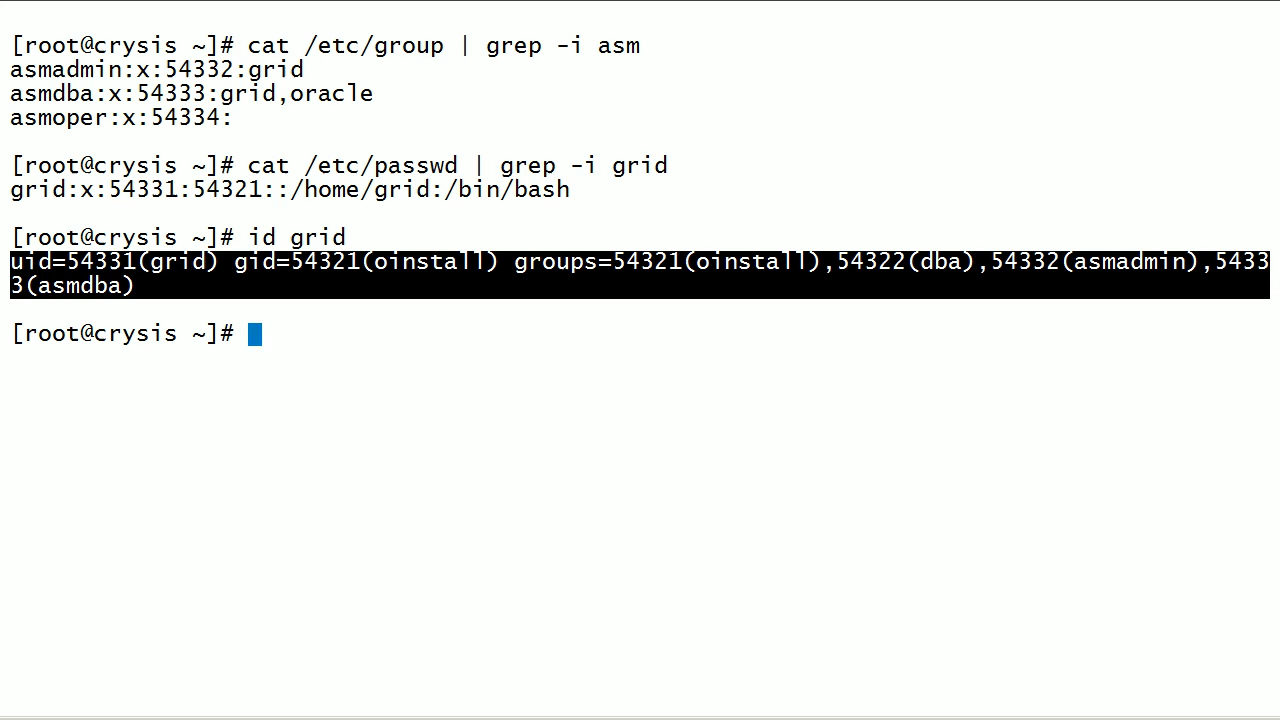 [root@crysis ~]# cat /etc/group | grep -i asm
asmadmin:x:54332:grid
asmdba:x:54333:grid,oracle
asmoper:x:54334:
[root@crysis ~]# cat /etc/passwd | grep -i grid
grid:x:54331:54321::/home/grid:/bin/bash
[root@crysis ~]# id grid
uid=54331(grid) gid=54321(oinstall) groups=54321(oinstall),54322(dba),54332(asmadmin),5433
3(asmdba)
[root@crysis ~]#